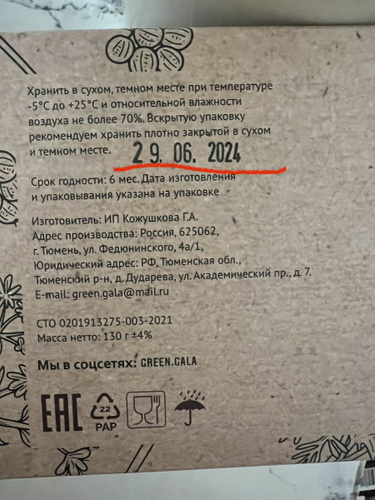 Хранить в сухом, темном месте при температуре
-5°С до +25°С и относительной влажности
воздуха не более 70%. Вскрытую упаковку
рекомендуем хранить плотно закрытой в сухом
и темном месте.
29. 06. 2024
Срок годности: 6 мес. Дата изготовления
и упаковывания указана на упаковке
Изготовитель: ИП Кожушкова Г.А.
Адрес производства: Россия, 625062,
г. Тюмень, ул. Федюнинского, 4а/1,
Юридический адрес: РФ, Тюменская обл.,
Тюменский р-н, д.Дударева, ул. Академический пр., д. 7.
E-mail: green.gala@mail.ru
СТО 0201913275-003-2021
Масса нетто: 130 г ±4%
Мы в соцсетях: GREEN.GALA
EAC
22
PAP